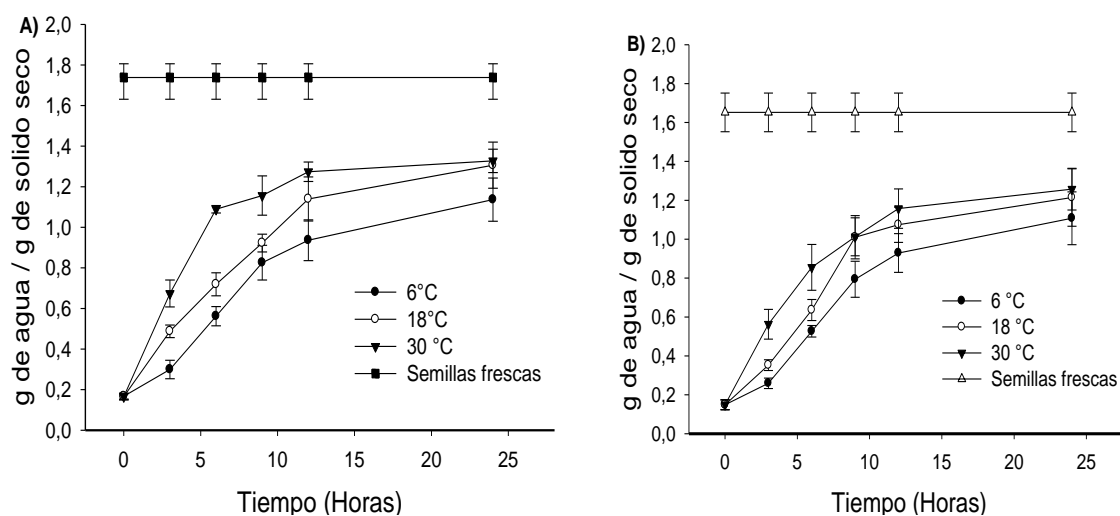 A)
2,0
1,8
1,6
1,4
1,2
1,0
0,8
0,6
0,4
0,2
0,0
g de agua / g de solido seco
6°C
18°C
30 °C
Semillas frescas
0 5 10 15 20 25
Tiempo (Horas)
B)
2,0
1,8
1,6
1,4
1,2
1,0
0,8
0,6
0,4
0,2
0,0
g de agua / g de solido seco
6 °C
18 °C
30 °C
Semillas frescas
0 5 10 15 20 25
Tiempo (Horas)